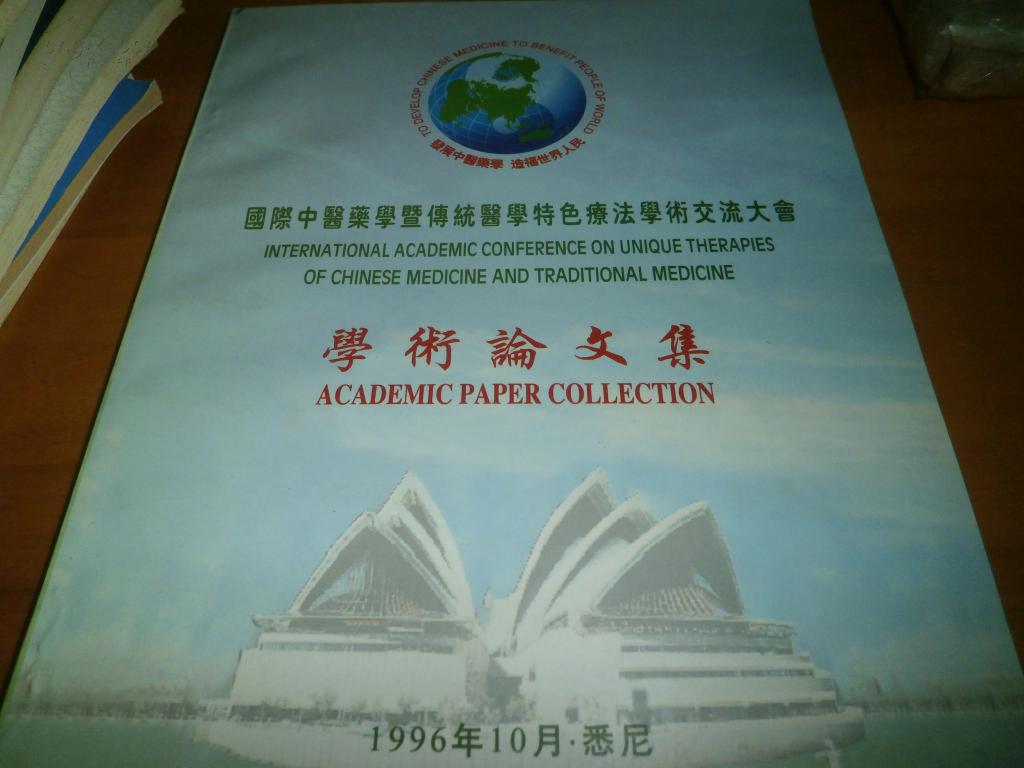 TO DEVELOP CHINESE MEDICINE TO BENEFIT PEOPLE OF WORLD
發展中醫藥學 造福世界人民
國際中醫藥學暨傳統醫學特色療法學術交流大會
INTERNATIONAL ACADEMIC CONFERENCE ON UNIQUE THERAPIES
OF CHINESE MEDICINE AND TRADITIONAL MEDICINE
學術論文集
ACADEMIC PAPER COLLECTION
1996年10月·悉尼